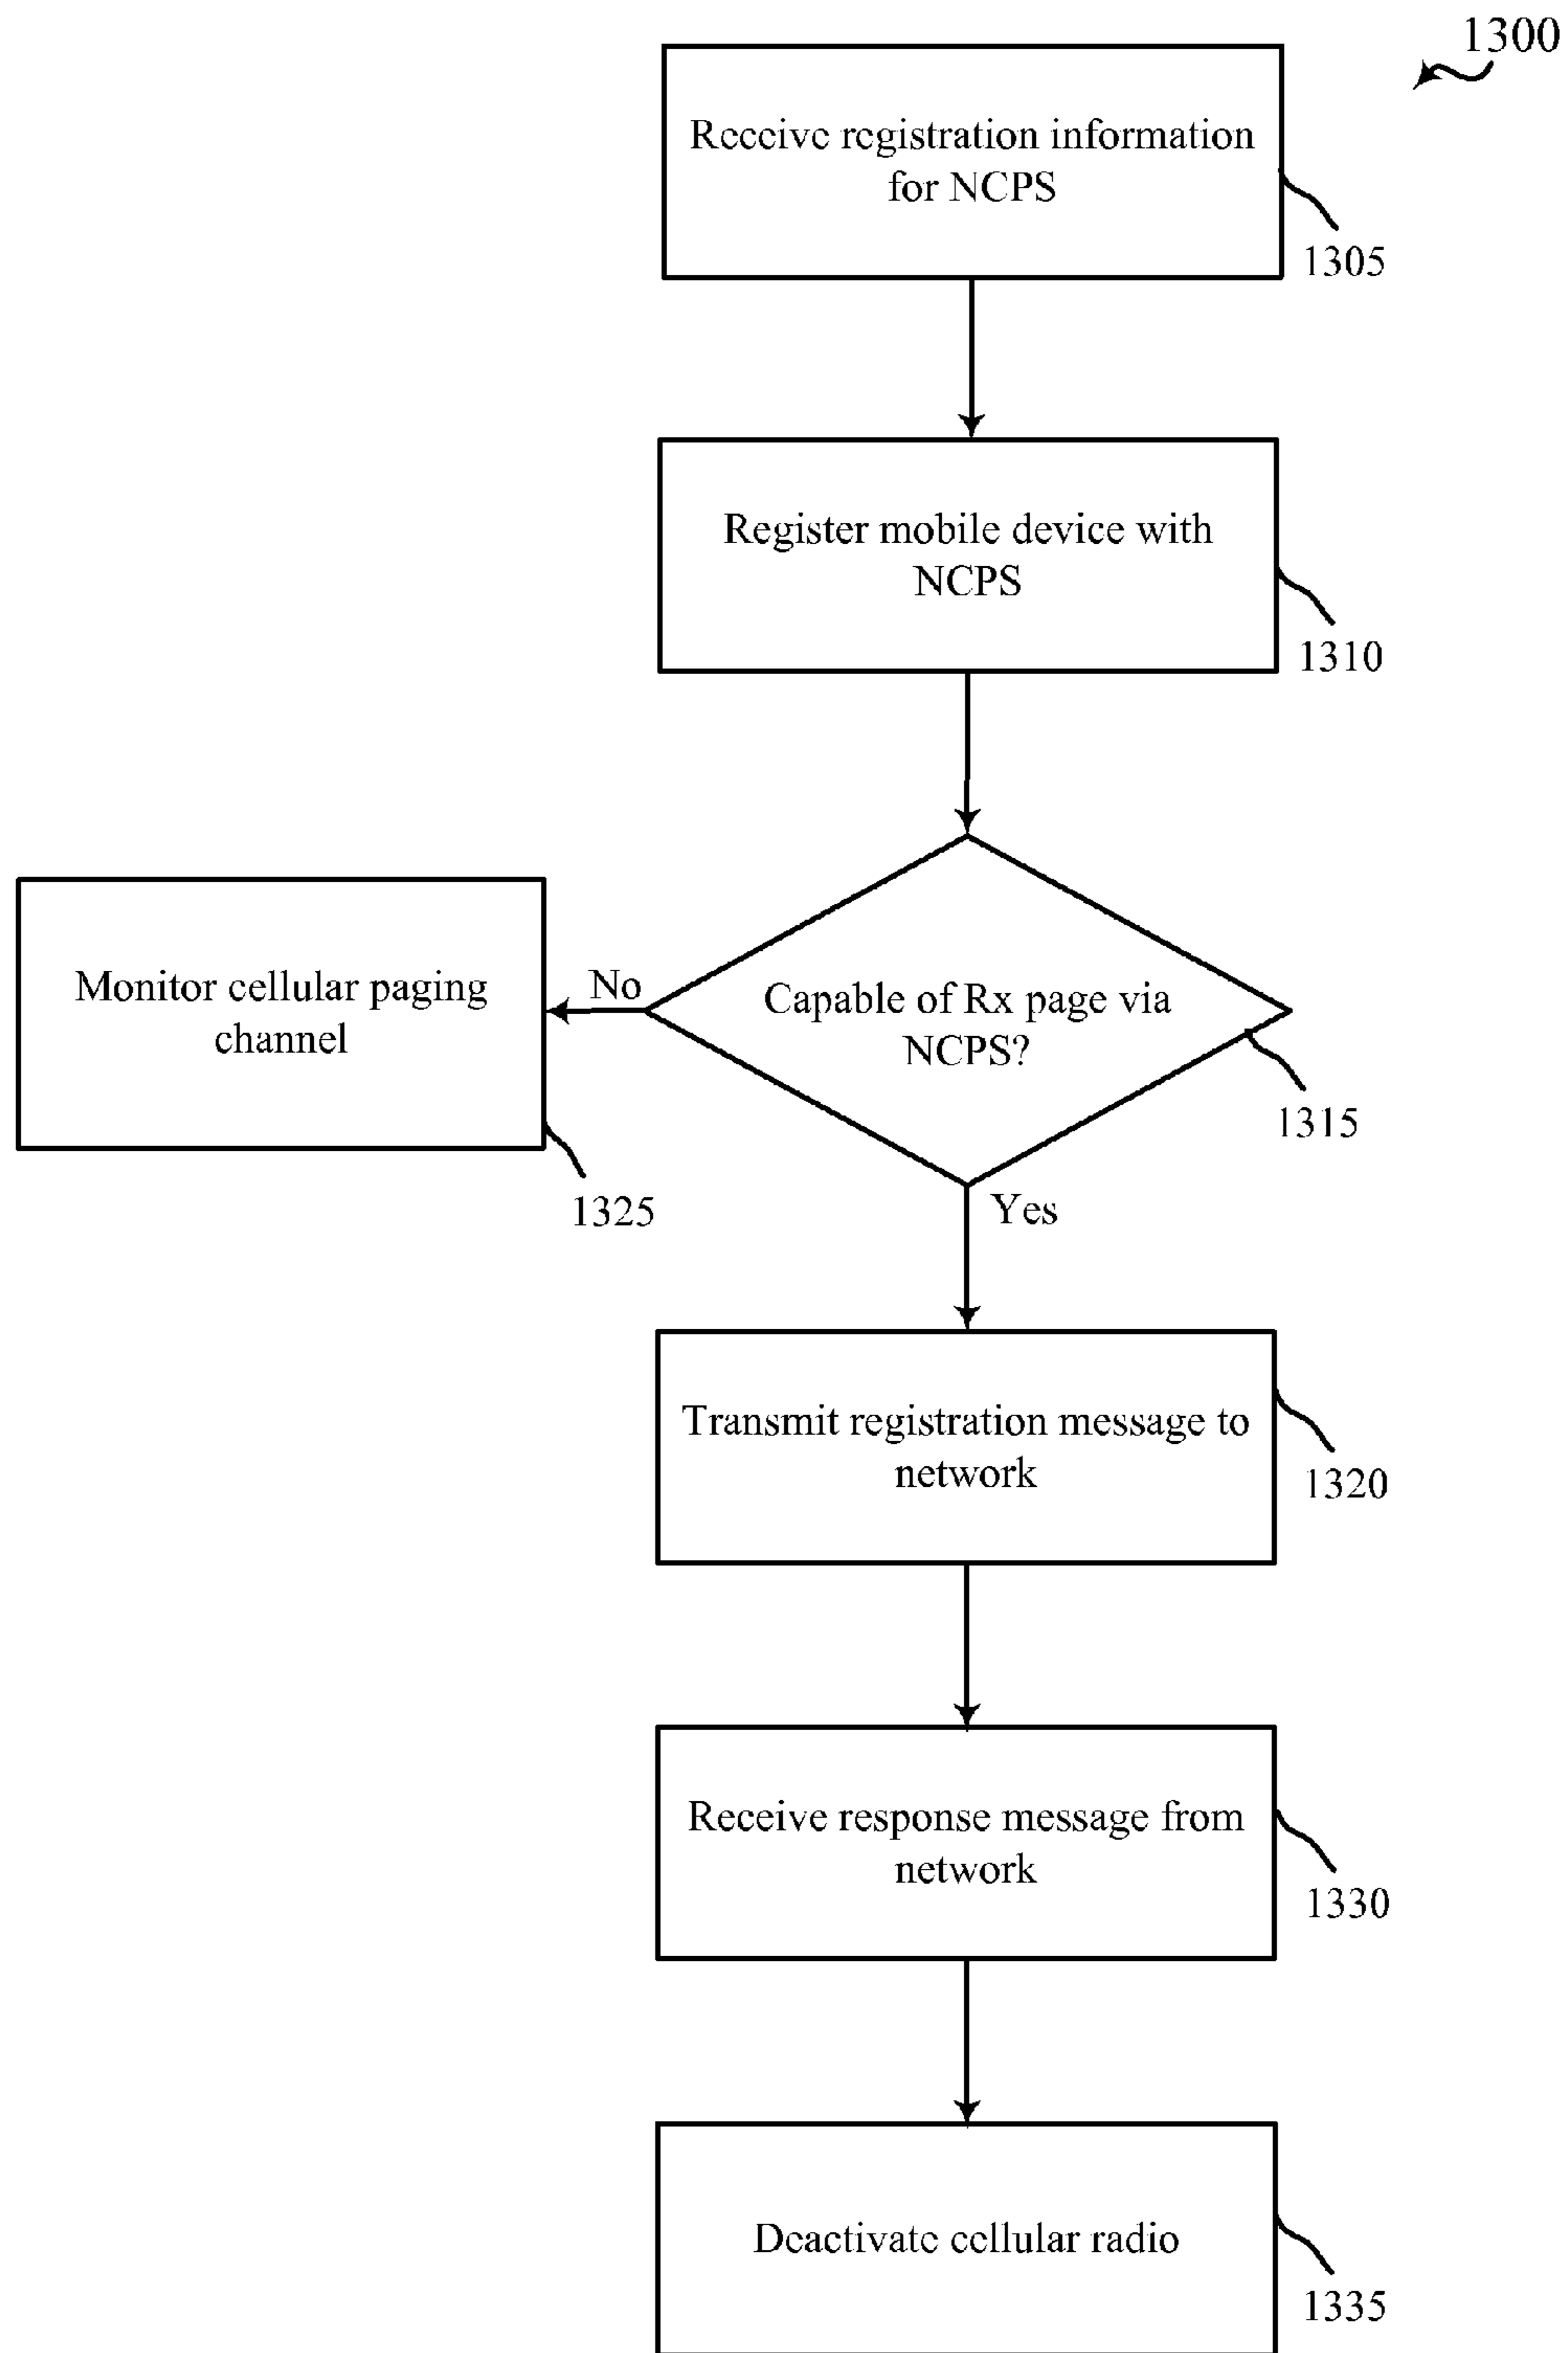 1300
Receive registration information
for NCPS
1305
Register mobile device with
NCPS
1310
Monitor cellular paging
channel
1325
No
Capable of Rx page via
NCPS?
1315
Yes
Transmit registration message to
network
1320
Receive response message from
network
1330
Deactivate cellular radio
1335